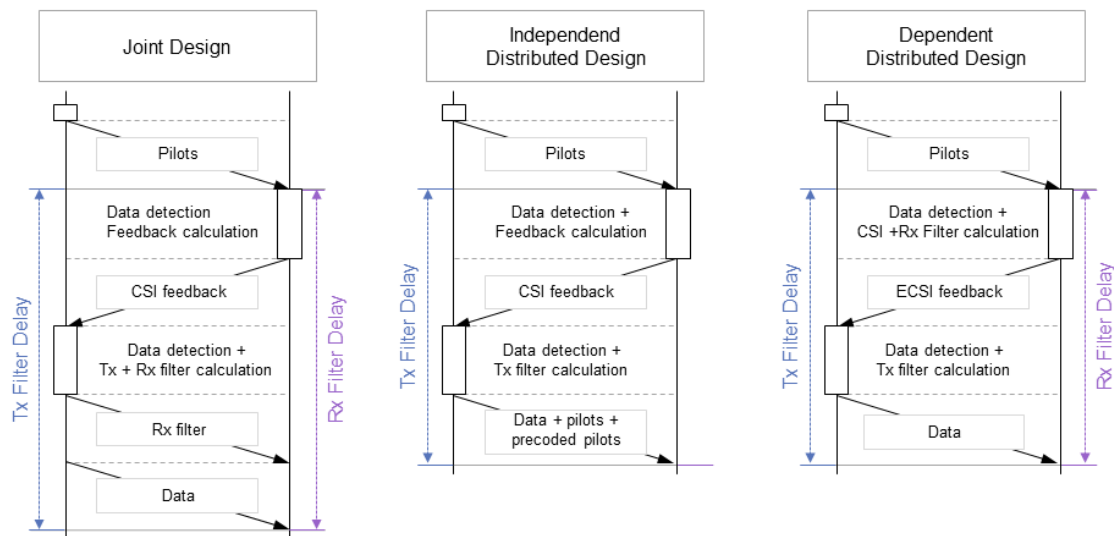 Joint Design
Pilots
Data detection
Feedback calculation
CSI feedback
Data detection +
Tx + Rx filter calculation
Rx filter
Data
Tx Filter Delay
Rx Filter Delay
Independend
Distributed Design
Pilots
Data detection +
Feedback calculation
CSI feedback
Data detection +
Tx filter calculation
Data + pilots +
precoded pilots
Tx Filter Delay
Dependent
Distributed Design
Pilots
Data detection +
CSI +Rx Filter calculation
ECSI feedback
Data detection +
Tx filter calculation
Data
Tx Filter Delay
Rx Filter Delay